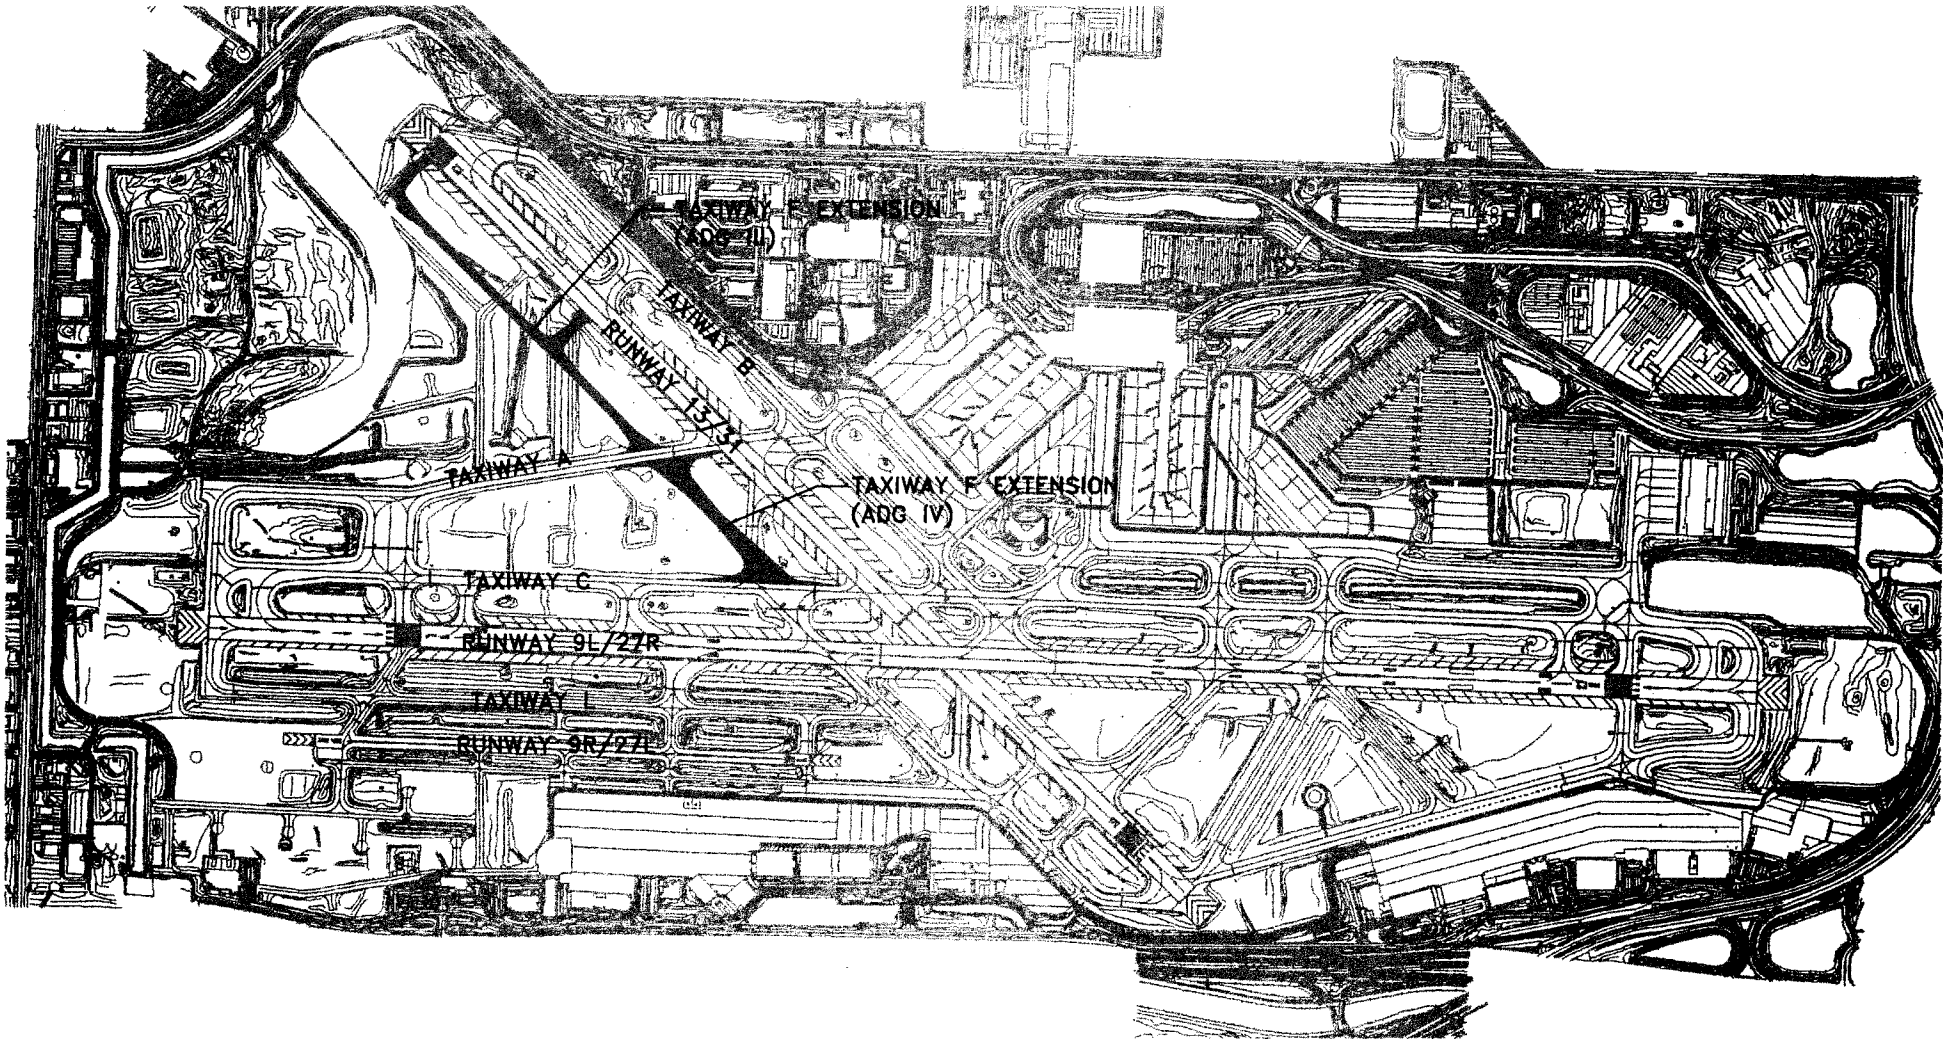 TAXIWAY F EXTENSION
(ADG III)
TAXIWAY B
RUNWAY 13/31
TAXIWAY A
TAXIWAY F EXTENSION
(ADG IV)
TAXIWAY C
RUNWAY 9L/27R
TAXIWAY L
RUNWAY 9R/27L